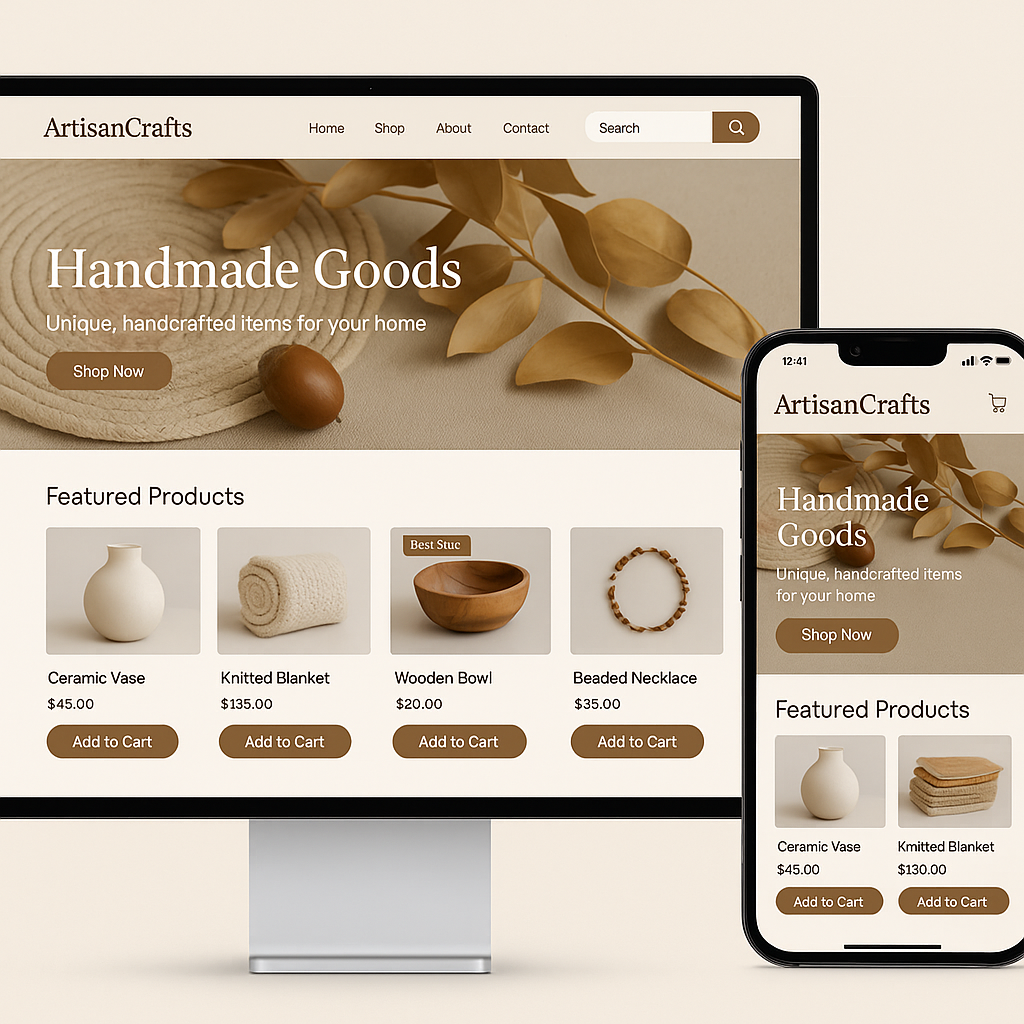 ArtisanCrafts
Home Shop About Contact
Search
Handmade Goods
Unique, handcrafted items for your home
Shop Now
Featured Products
Best Stuc
Ceramic Vase
$45.00
Add to Cart
Knitted Blanket
$135.00
Add to Cart
Wooden Bowl
$20.00
Add to Cart
Beaded Necklace
$35.00
Add to Cart
12:41
ArtisanCrafts
Handmade
Goods
Unique, handcrafted items
for your home
Shop Now
Featured Products
Ceramic Vase
$45.00
Add to Cart
Kmitted Blanket
$130.00
Add to Cart